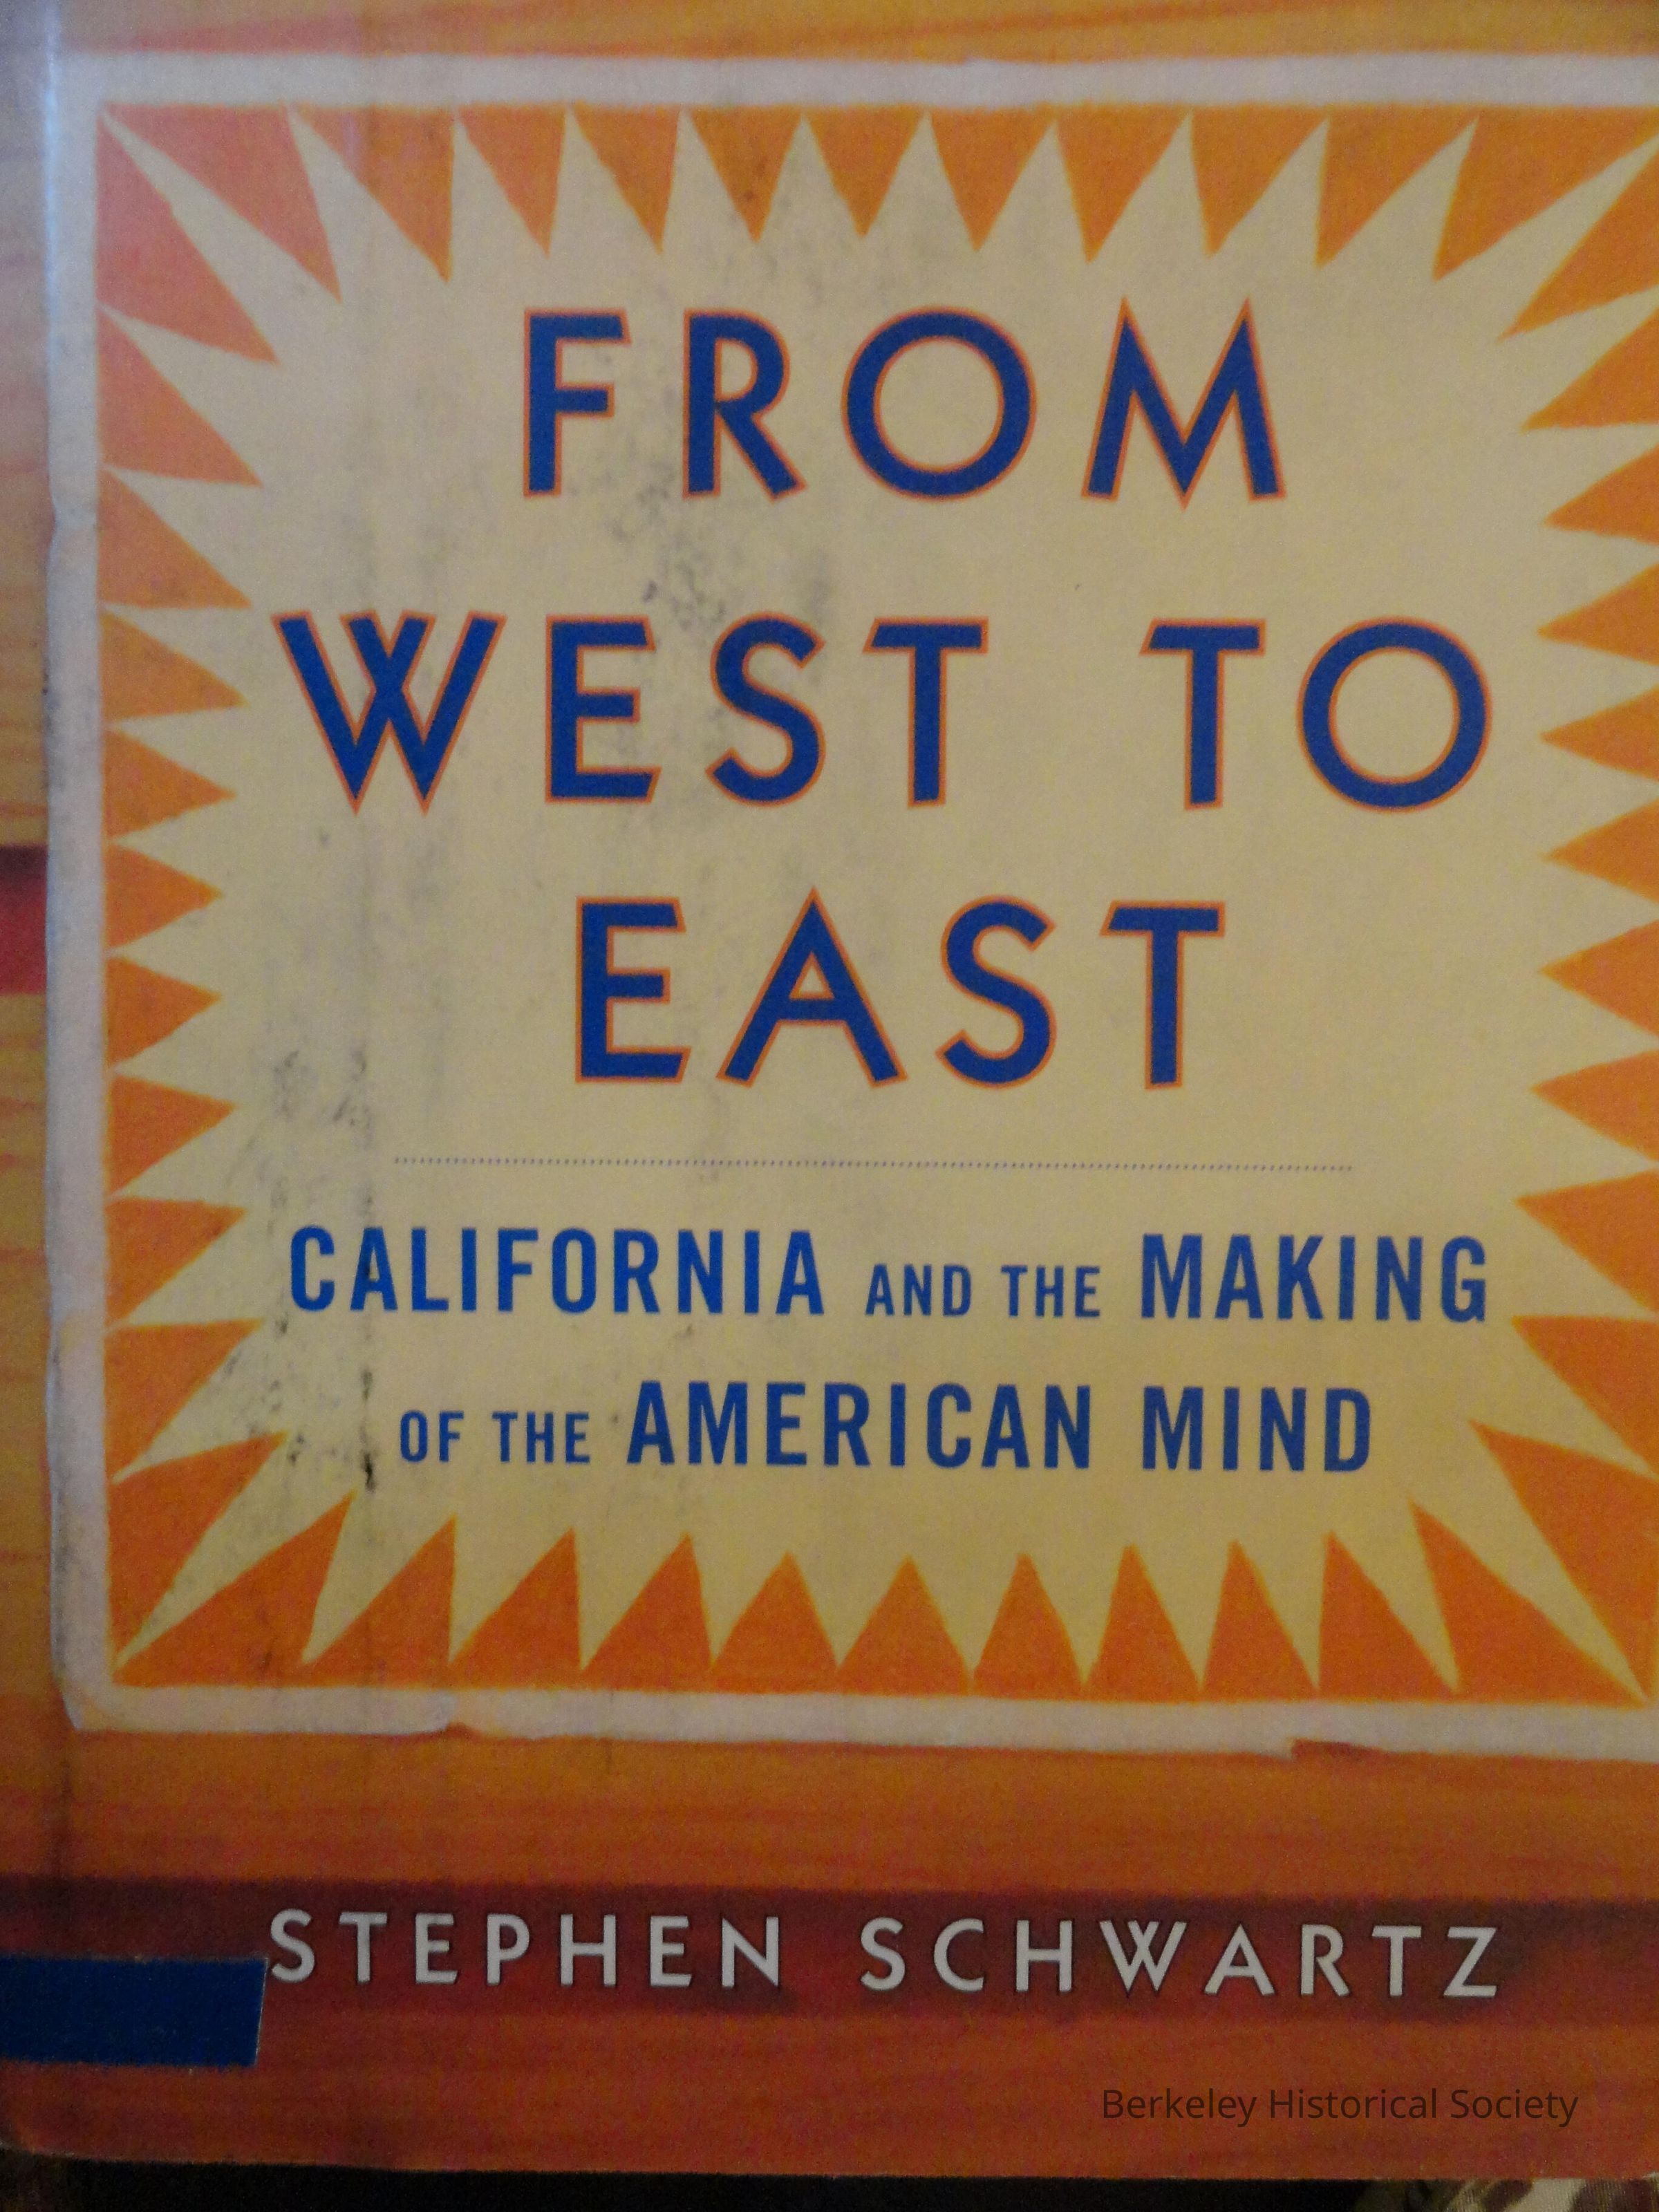 FROM
WEST TO
EAST
CALIFORNIA AND THE MAKING
OF THE AMERICAN MIND
STEPHEN SCHWARTZ
Berkeley Historical Society